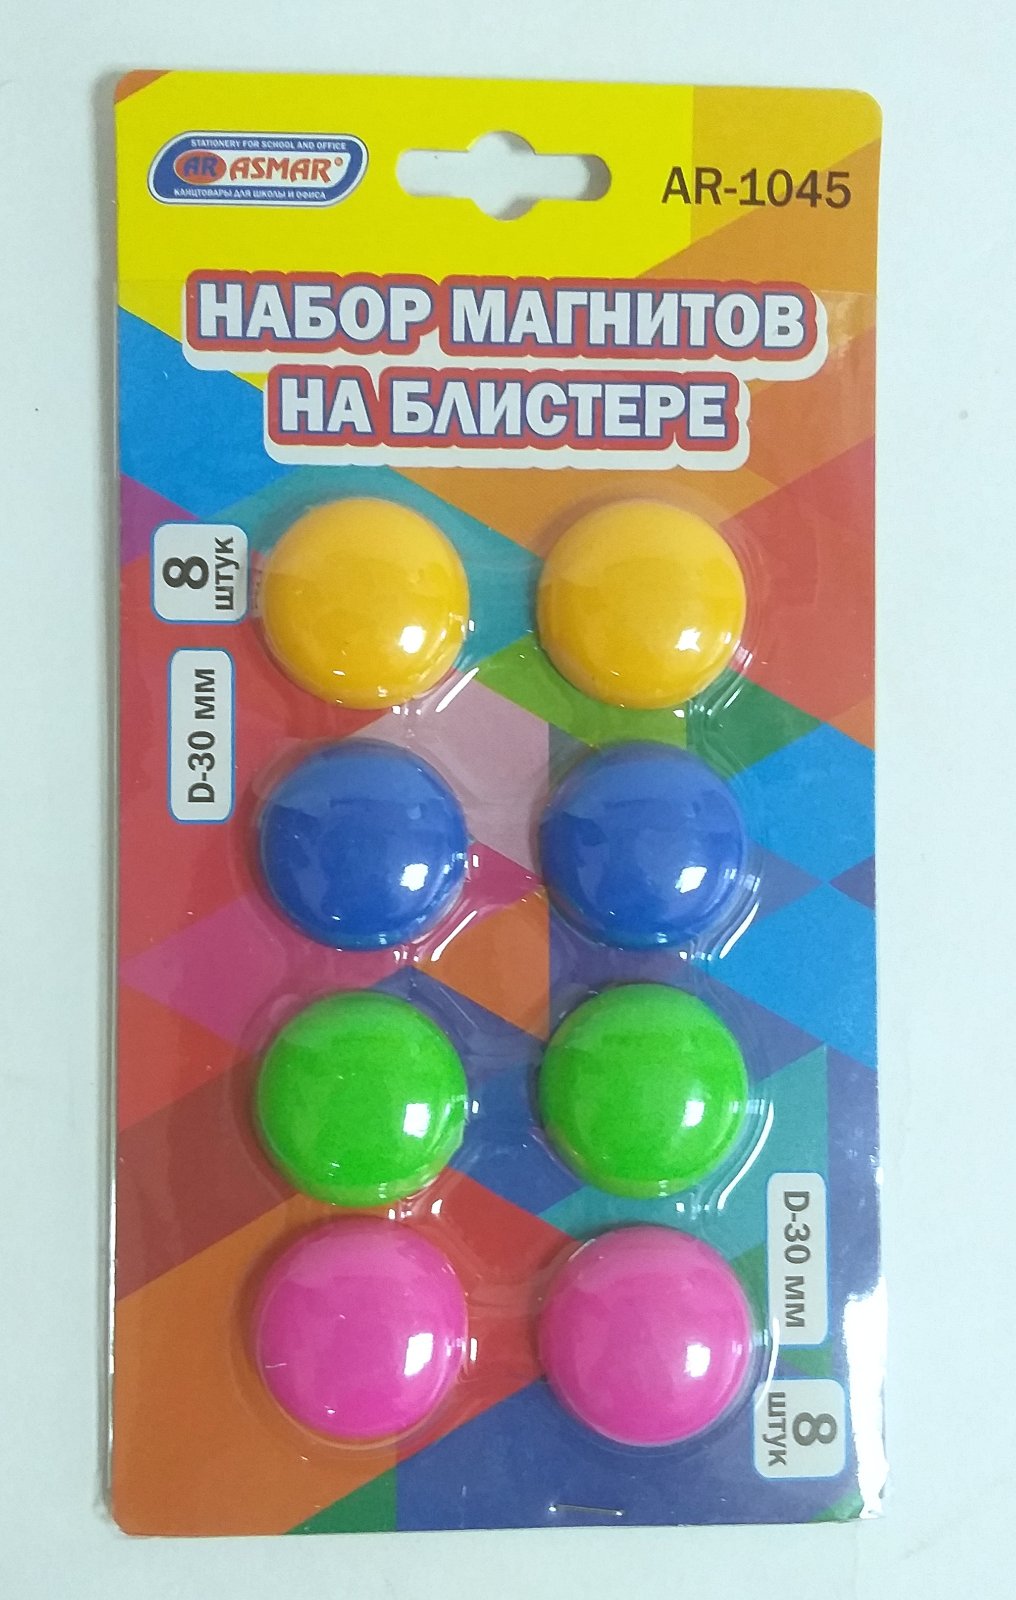 STATIONERY FOR SCHOOL AND OFFICE
AR ASMAR®
КАНЦТОВАРЫ ДЛЯ ШКОЛЫ И ОФИСА
AR-1045
НАБОР МАГНИТОВ
НА БЛИСТЕРЕ
8
штук
D-30 мм
D-30 мм
8
штук